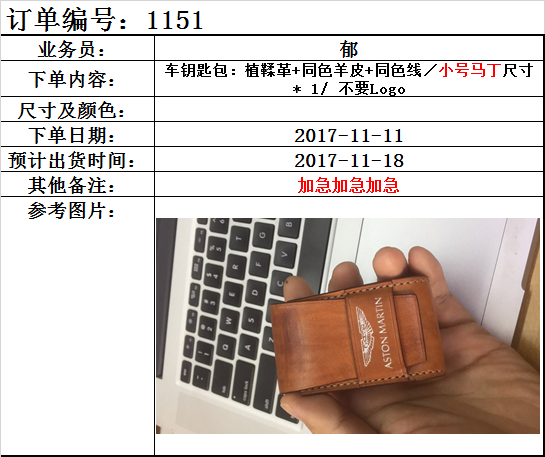 订单编号：1151
业务员： 郁
下单内容： 车钥匙包：植鞣革+同色羊皮+同色线／小号马丁尺寸
* 1/ 不要Logo
尺寸及颜色：
下单日期： 2017-11-11
预计出货时间： 2017-11-18
其他备注： 加急加急加急
参考图片：
ASTON MARTIN